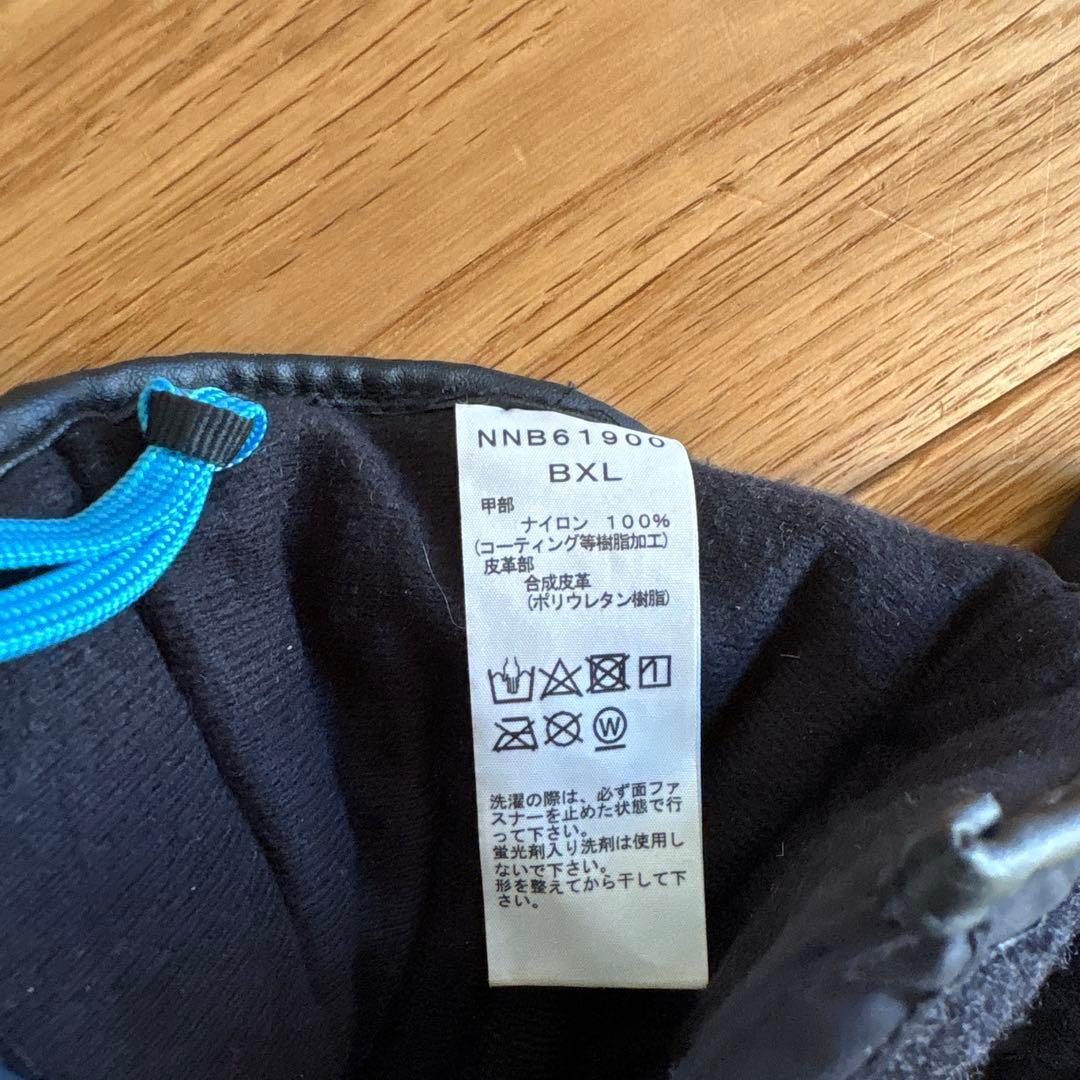 NNB61900
BXL
甲部
ナイロン 100%
(コーティング等樹脂加工)
皮革部
合成皮革
(ポリウレタン樹脂)
W
洗濯の際は、必ず面ファ
スナーを止めた状態で行
って下さい。
蛍光剤入り洗剤は使用し
ないで下さい。
形を整えてから干して下
さい。